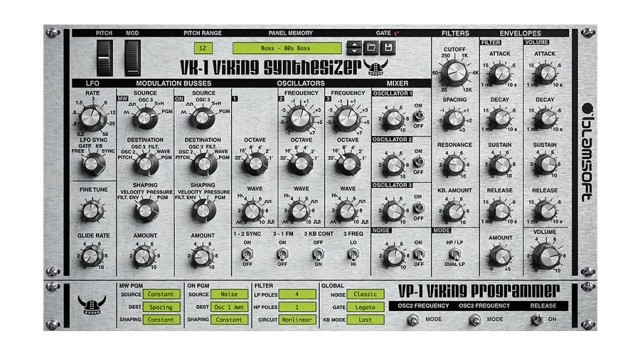 PITCH MOD PITCH RANGE PANEL MEMORY GATE
12 Bass - 80s Bass
VK-1 Viking Synthesizer
FILTERS ENVELOPES
LFO MODULATION BUSSES OSCILLATORS MIXER
RATE
LFO SYNC
GATE KB
FREE SONG
FINE TUNE
GLIDE RATE
MW SOURCE
OSC 3 S+H
PGM
DESTINATION
OSC 2 FILT.
PITCH WAVE
PGM
SHAPING
VELOCITY PRESSURE
FILT. ENV PGM
AMOUNT
ON SOURCE
OSC 3 S+H
PGM
DESTINATION
OSC 3 FILT.
PITCH WAVE
PGM
SHAPING
VELOCITY PRESSURE
FILT. ENV PGM
AMOUNT
1
OCTAVE
WAVE
2 FREQUENCY
OCTAVE
WAVE
3 FREQUENCY
OCTAVE
WAVE
1 - 2 SYNC 3 - 1 FM 3 KB CONT 3 FREQ
ON ON OFF LO
OFF OFF ON HI
OSCILLATOR 1
ON
OFF
OSCILLATOR 2
ON
OFF
OSCILLATOR 3
ON
OFF
NOISE
ON
OFF
CUTOFF
SPACING
RESONANCE
KB. AMOUNT
MODE
HP / LP
DUAL LP
FILTER
ATTACK
DECAY
SUSTAIN
RELEASE
AMOUNT
VOLUME
ATTACK
DECAY
SUSTAIN
RELEASE
VOLUME
blamsoft
MW PGM
SOURCE Constant
DEST Spacing
SHAPING Constant
ON PGM
SOURCE Noise
DEST Osc 1 Amt
SHAPING Constant
FILTER
LP POLES 4
HP POLES 1
CIRCUIT Nonlinear
GLOBAL
NOISE Classic
GATE Legato
KB MODE Last
VP-1 Viking Programmer
OSC2 FREQUENCY OSC3 FREQUENCY RELEASE
MODE MODE ON